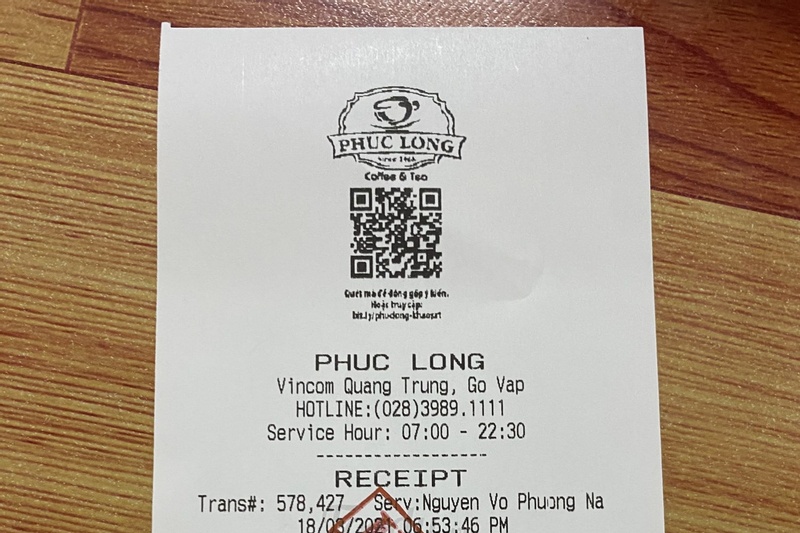 PHUC LONG
Since 1968
Coffee & Tea
Quét mã để đóng góp ý kiến.
Hoặc truy cập:
bit.ly/phuclong-khaosat
PHUC LONG
Vincom Quang Trung, Go Vap
HOTLINE:(028)3989.1111
Service Hour: 07:00 - 22:30
RECEIPT
Trans#: 578,427 Serv:Nguyen Vo Phuong Na
18/03/2021 06:53:46 PM